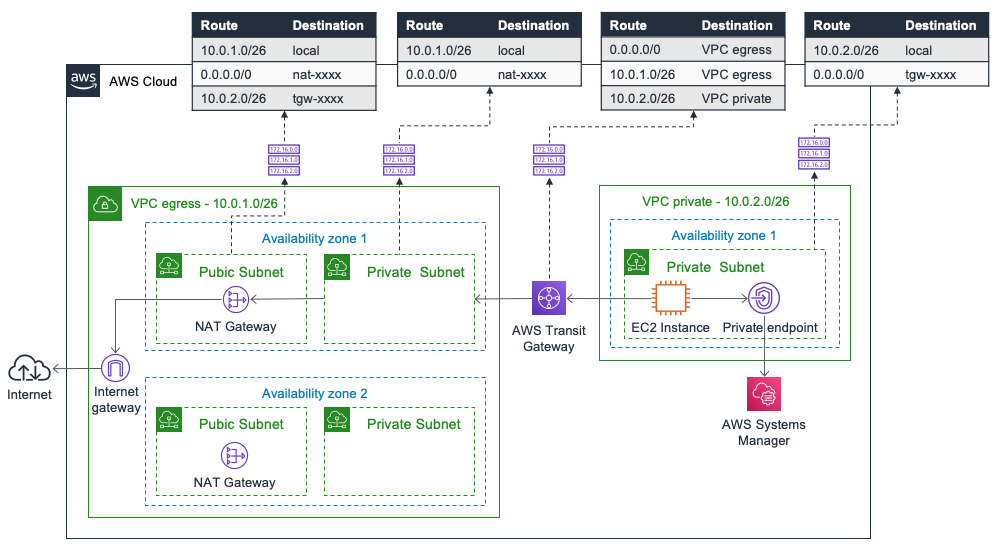 Route Destination
10.0.1.0/26 local
0.0.0.0/0 nat-xxxx
10.0.2.0/26 tgw-xxxx
Route Destination
10.0.1.0/26 local
0.0.0.0/0 nat-xxxx
Route Destination
0.0.0.0/0 VPC egress
10.0.1.0/26 VPC egress
10.0.2.0/26 VPC private
Route Destination
10.0.2.0/26 local
0.0.0.0/0 tgw-xxxx
aws
AWS Cloud
172.16.0.0
172.16.1.0
172.16.2.0
172.16.0.0
172.16.1.0
172.16.2.0
172.16.0.0
172.16.1.0
172.16.2.0
172.16.0.0
172.16.1.0
172.16.2.0
VPC egress - 10.0.1.0/26
Availability zone 1
Pubic Subnet
NAT Gateway
Private Subnet
Internet
Internet
gateway
Availability zone 2
Pubic Subnet
NAT Gateway
Private Subnet
AWS Transit
Gateway
VPC private - 10.0.2.0/26
Availability zone 1
Private Subnet
EC2 Instance
Private endpoint
AWS Systems
Manager